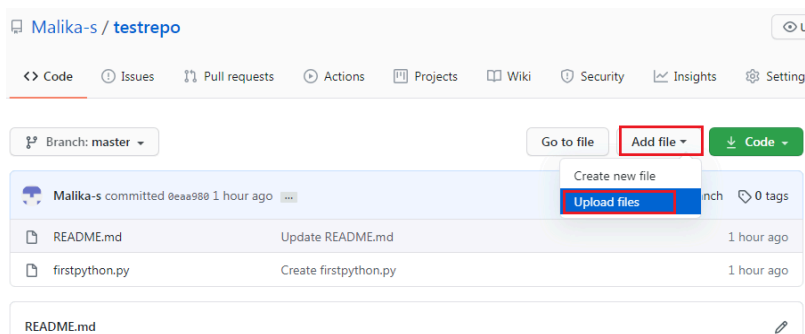 Malika-s / testrepo
<> Code Issues Pull requests Actions Projects Wiki Security Insights Setting
Branch: master Go to file Add file Code
Create new file
Upload files
Malika-s committed 0eaa980 1 hour ago ... 0 tags
README.md Update README.md 1 hour ago
firstpython.py Create firstpython.py 1 hour ago
README.md